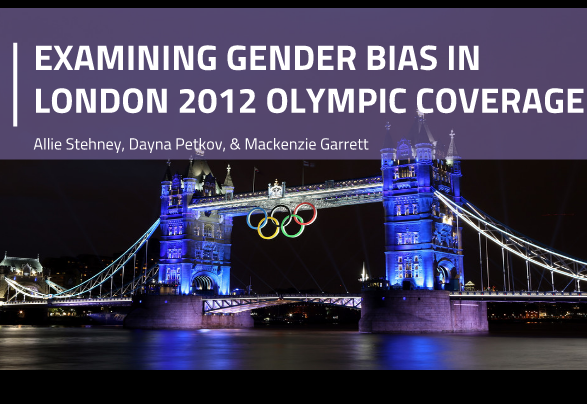 EXAMINING GENDER BIAS IN
LONDON 2012 OLYMPIC COVERAGE
Allie Stehney, Dayna Petkov, & Mackenzie Garrett